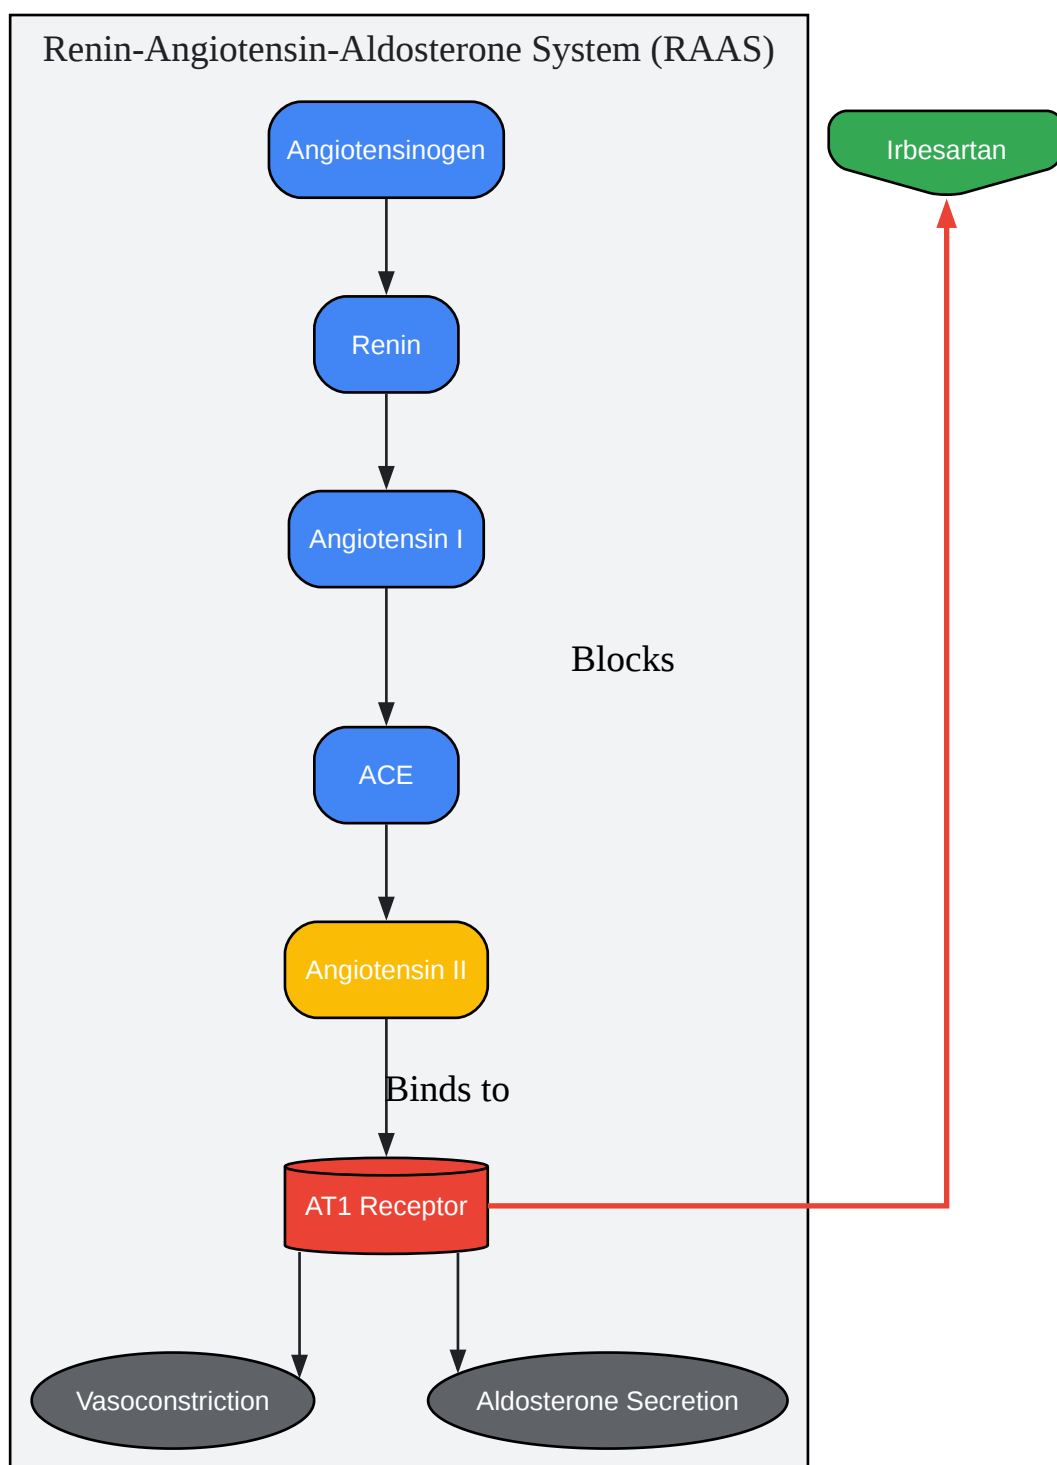 Renin-Angiotensin-Aldosterone System (RAAS)
Angiotensinogen
Irbesartan
Renin
Angiotensin I
Blocks
ACE
Angiotensin II
Binds to
AT1 Receptor
Vasoconstriction
Aldosterone Secretion